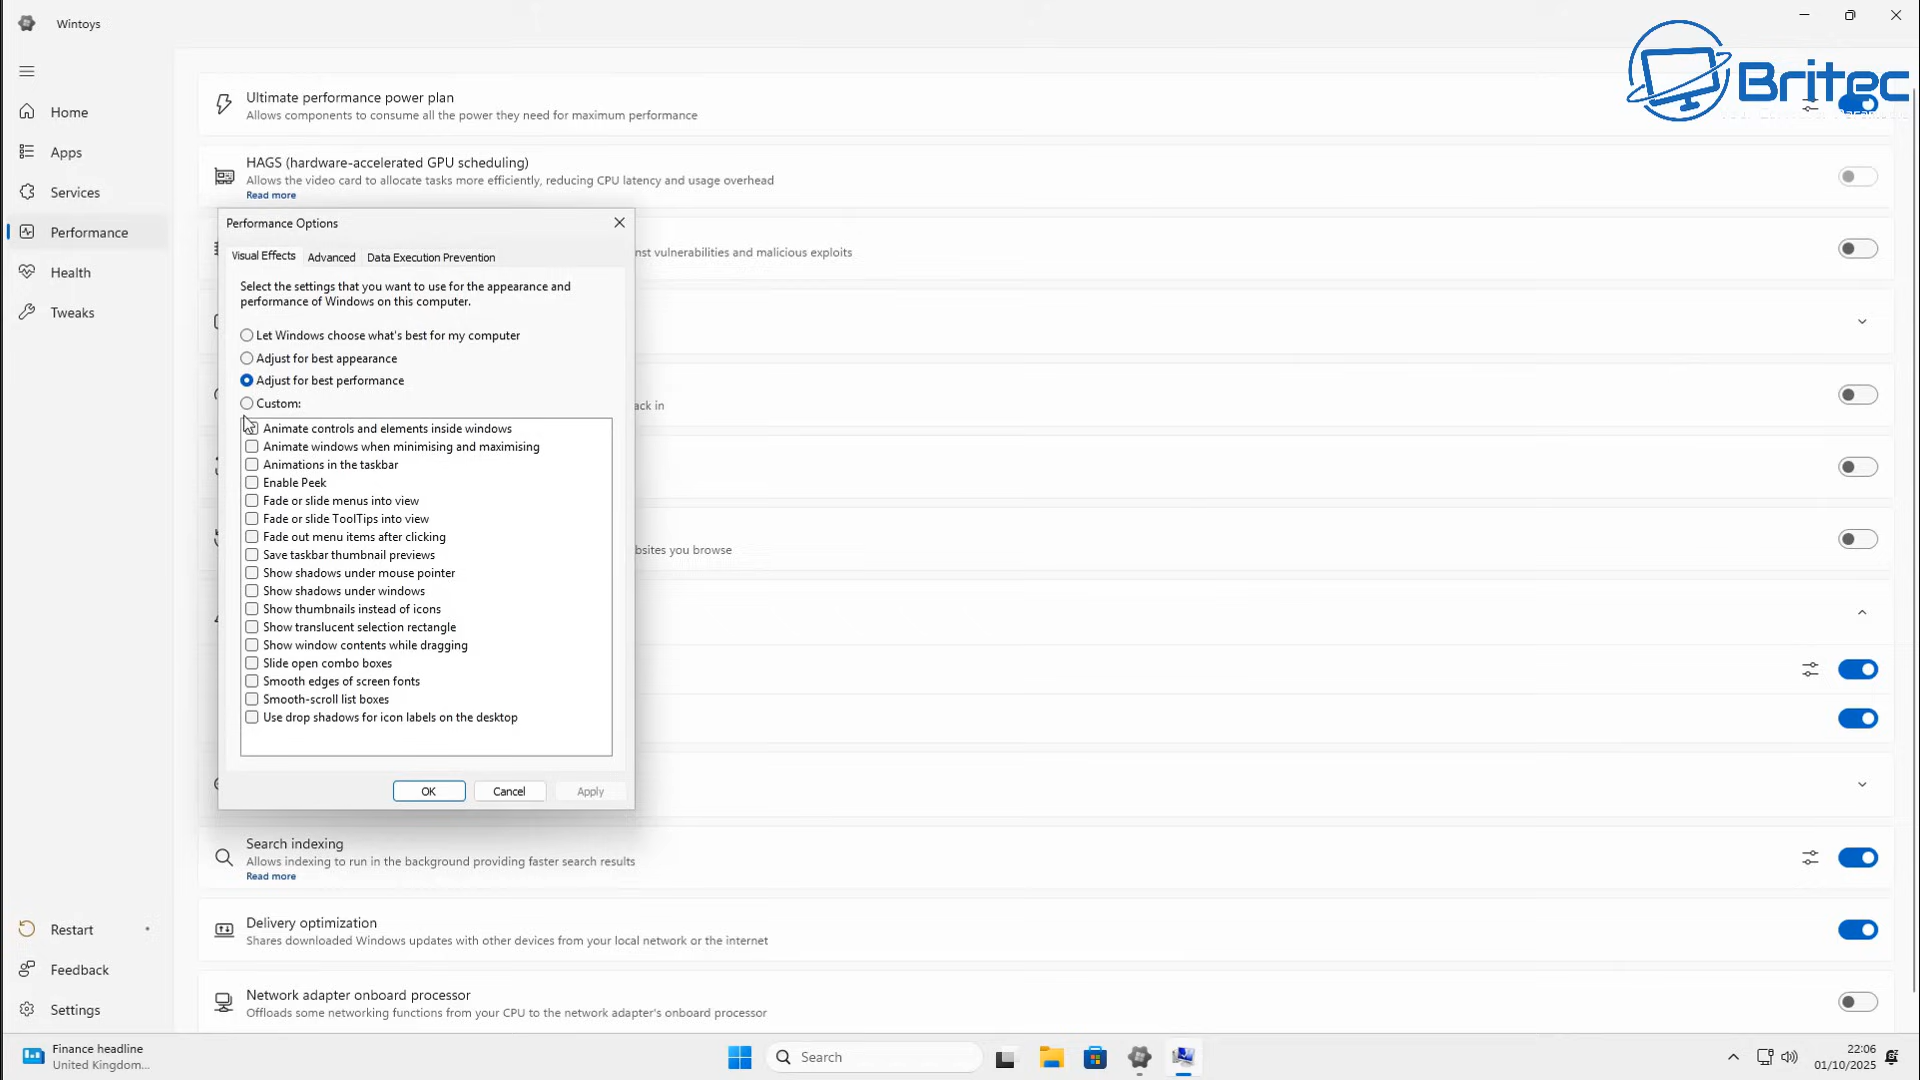 Wintoys
Britec
Home
Apps
Services
Performance
Health
Tweaks
Restart
Feedback
Settings
Ultimate performance power plan
Allows components to consume all the power they need for maximum performance
HAGS (hardware-accelerated GPU scheduling)
Allows the video card to allocate tasks more efficiently, reducing CPU latency and usage overhead
Read more
nst vulnerabilities and malicious exploits
ack in
bsites you browse
Performance Options
Visual Effects
Advanced
Data Execution Prevention
Select the settings that you want to use for the appearance and
performance of Windows on this computer.
Let Windows choose what's best for my computer
Adjust for best appearance
Adjust for best performance
Custom:
Animate controls and elements inside windows
Animate windows when minimising and maximising
Animations in the taskbar
Enable Peek
Fade or slide menus into view
Fade or slide ToolTips into view
Fade out menu items after clicking
Save taskbar thumbnail previews
Show shadows under mouse pointer
Show shadows under windows
Show thumbnails instead of icons
Show translucent selection rectangle
Show window contents while dragging
Slide open combo boxes
Smooth edges of screen fonts
Smooth-scroll list boxes
Use drop shadows for icon labels on the desktop
OK
Cancel
Apply
Search indexing
Allows indexing to run in the background providing faster search results
Read more
Delivery optimization
Shares downloaded Windows updates with other devices from your local network or the internet
Network adapter onboard processor
Offloads some networking functions from your CPU to the network adapter's onboard processor
Finance headline
United Kingdom...
Search
22:06
01/10/2025